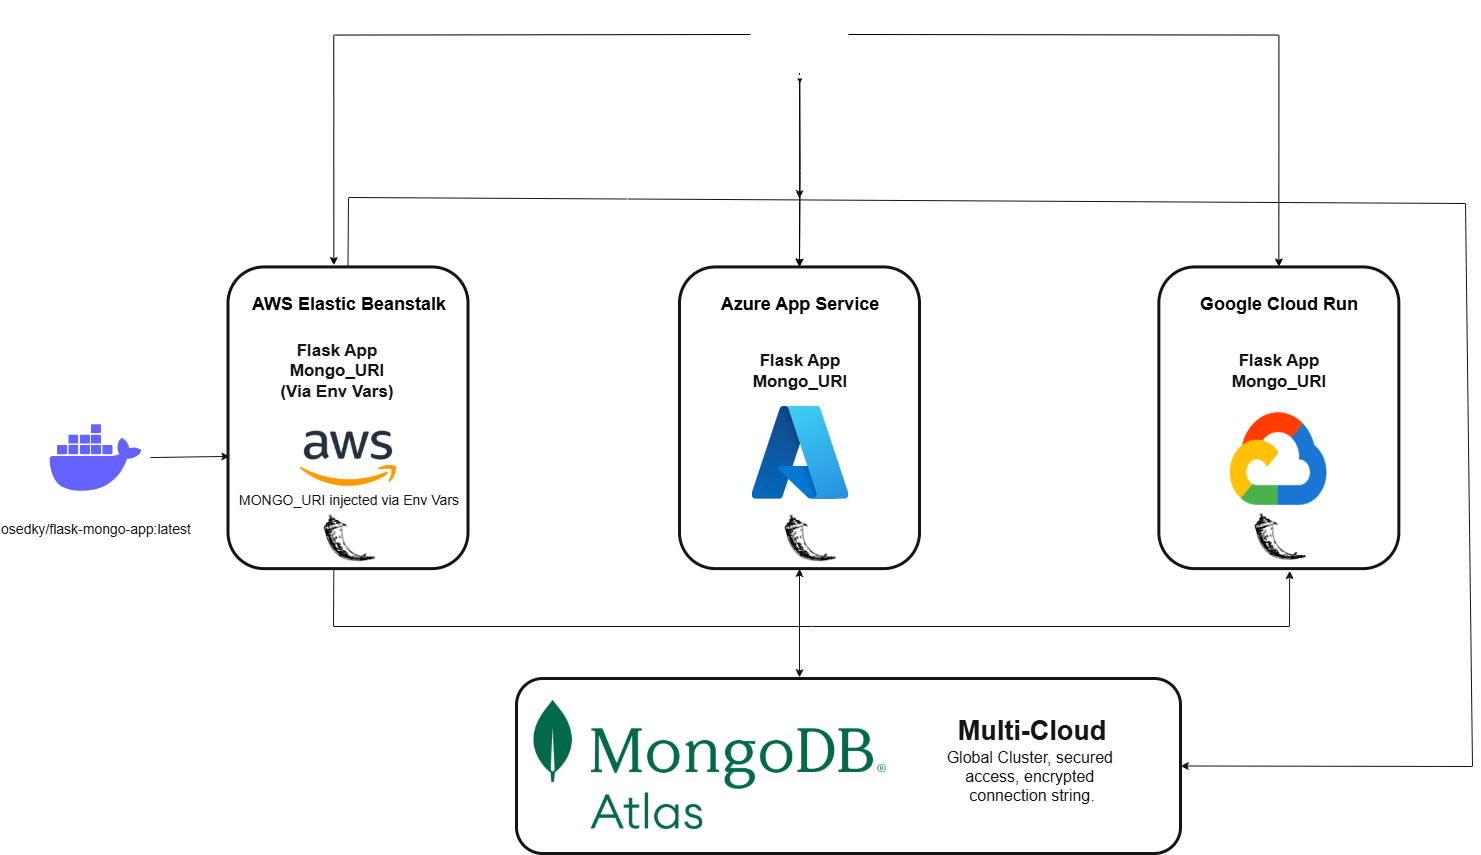 AWS Elastic Beanstalk
Flask App
Mongo_URI
(Via Env Vars)
aws
MONGO_URI injected via Env Vars
Azure App Service
Flask App
Mongo_URI
Google Cloud Run
Flask App
Mongo_URI
osedky/flask-mongo-app:latest
MongoDB®
Atlas
Multi-Cloud
Global Cluster, secured
access, encrypted
connection string.